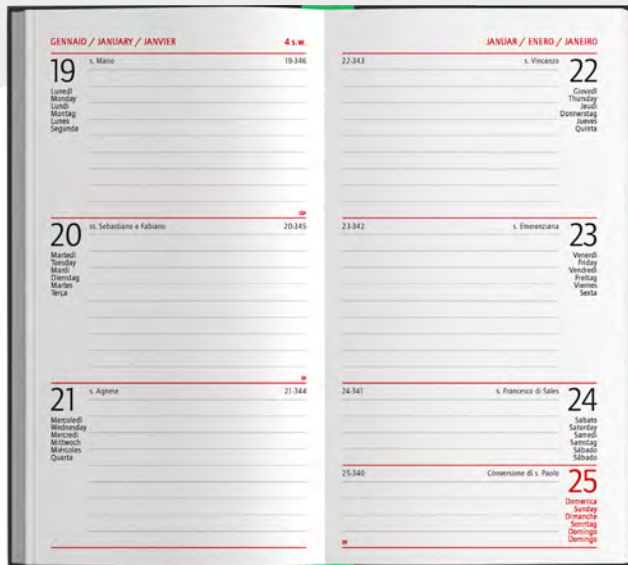 GENNAIO / JANUARY / JANVIER 4 s.w.
19 s. Mario 19-346
Lunedì
Monday
Lundi
Montag
Lunes
Segunda
20 ss. Sebastiano e Fabiano 20-345
Martedì
Tuesday
Mardi
Dienstag
Martes
Terça
21 s. Agnese 21-344
Mercoledì
Wednesday
Mercredi
Mittwoch
Miércoles
Quarta
JANUAR / ENERO / JANEIRO
22-343 s. Vincenzo 22
Giovedì
Thursday
Jeudi
Donnerstag
Jueves
Quinta
23-342 s. Emerenziana 23
Venerdì
Friday
Vendredi
Freitag
Viernes
Sexta
24-341 s. Francesco di Sales 24
Sabato
Saturday
Samedi
Samstag
Sábado
Sábado
25-340 Conversione di s. Paolo 25
Domenica
Sunday
Dimanche
Sonntag
Domingo
Domingo